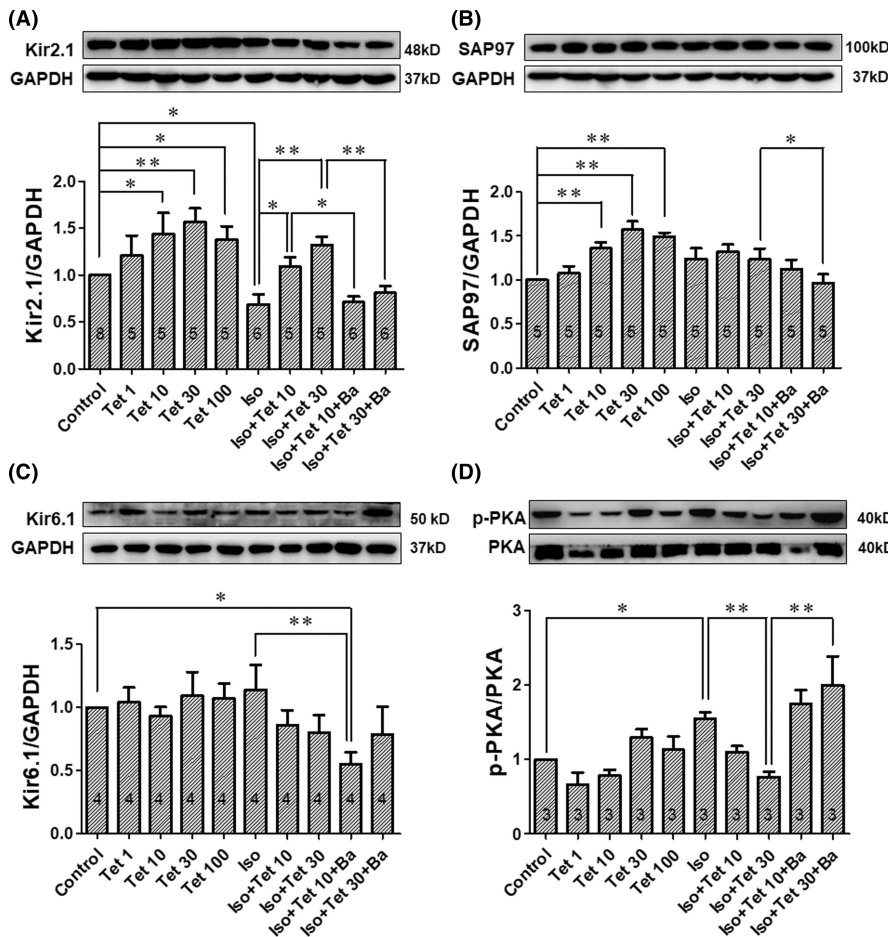 (A)
Kir2.1 48kD
GAPDH 37kD
*
*
**
*
** **
* *
Kir2.1/GAPDH
2.0
1.5
1.0
0.5
0.0
8 5 5 5 5 6 5 5 6 6
Control Tet 1 Tet 10 Tet 30 Tet 100 Iso Iso+Tet 10 Iso+Tet 30 Iso+Tet 10+Ba Iso+Tet 30+Ba
(B)
SAP97 100kD
GAPDH 37kD
**
**
**
*
SAP97/GAPDH
2.0
1.5
1.0
0.5
0.0
5 5 5 5 5 5 5 5 5 5
Control Tet 1 Tet 10 Tet 30 Tet 100 Iso Iso+Tet 10 Iso+Tet 30 Iso+Tet 10+Ba Iso+Tet 30+Ba
(C)
Kir6.1 50 kD
GAPDH 37kD
*
**
Kir6.1/GAPDH
1.5
1.0
0.5
0.0
4 4 4 4 4 4 4 4 4 4
Control Tet 1 Tet 10 Tet 30 Tet 100 Iso Iso+Tet 10 Iso+Tet 30 Iso+Tet 10+Ba Iso+Tet 30+Ba
(D)
p-PKA 40kD
PKA 40kD
* ** **
p-PKA/PKA
3
2
1
0
3 3 3 3 3 3 3 3 3 3
Control Tet 1 Tet 10 Tet 30 Tet 100 Iso Iso+Tet 10 Iso+Tet 30 Iso+Tet 10+Ba Iso+Tet 30+Ba